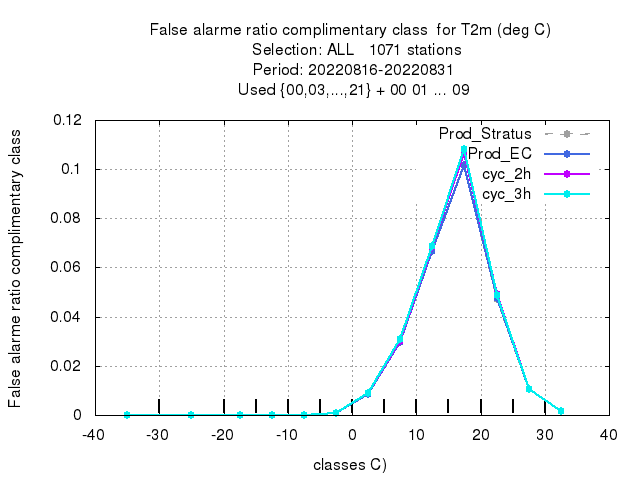 False alarme ratio complimentary class  for T2m (deg C)
Selection: ALL   1071 stations
Period: 20220816-20220831
Used {00,03,...,21} + 00 01 ... 09
False alarme ratio complimentary class
0.12
0.1
0.08
0.06
0.04
0.02
0
Prod_Stratus
Prod_EC
cyc_2h
cyc_3h
-40 -30 -20 -10 0 10 20 30 40
classes C)